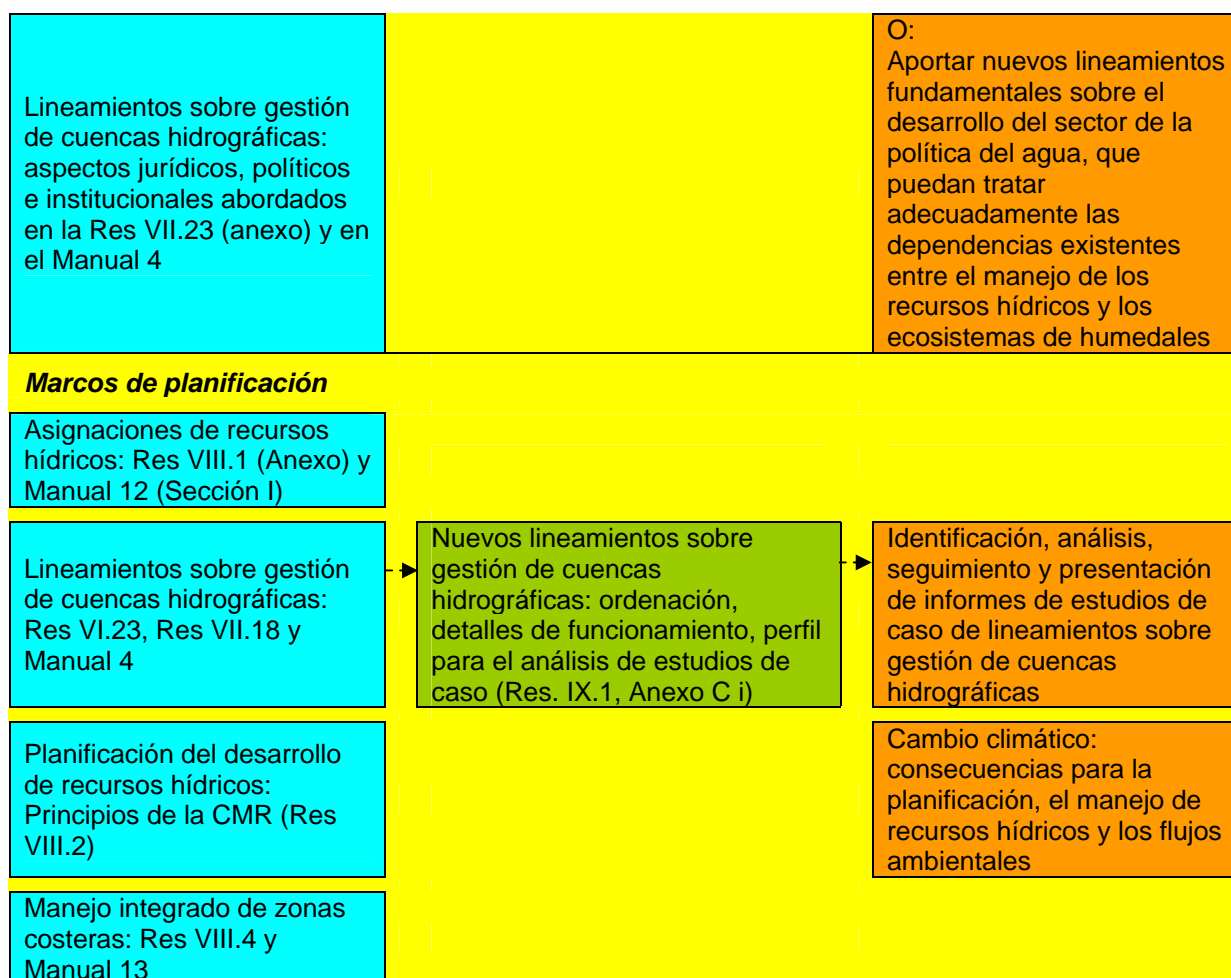 Lineamientos sobre gestión
de cuencas hidrográficas:
aspectos jurídicos, políticos
e institucionales abordados
en la Res VII.23 (anexo) y en
el Manual 4
O:
Aportar nuevos lineamientos
fundamentales sobre el
desarrollo del sector de la
política del agua, que
puedan tratar
adecuadamente las
dependencias existentes
entre el manejo de los
recursos hídricos y los
ecosistemas de humedales
Marcos de planificación
Asignaciones de recursos
hídricos: Res VIII.1 (Anexo) y
Manual 12 (Sección I)
Lineamientos sobre gestión
de cuencas hidrográficas:
Res VI.23, Res VII.18 y
Manual 4
Nuevos lineamientos sobre
gestión de cuencas
hidrográficas: ordenación,
detalles de funcionamiento, perfil
para el análisis de estudios de
caso (Res. IX.1, Anexo C i)
Identificación, análisis,
seguimiento y presentación
de informes de estudios de
caso de lineamientos sobre
gestión de cuencas
hidrográficas
Planificación del desarrollo
de recursos hídricos:
Principios de la CMR (Res
VIII.2)
Cambio climático:
consecuencias para la
planificación, el manejo de
recursos hídricos y los flujos
ambientales
Manejo integrado de zonas
costeras: Res VIII.4 y
Manual 13